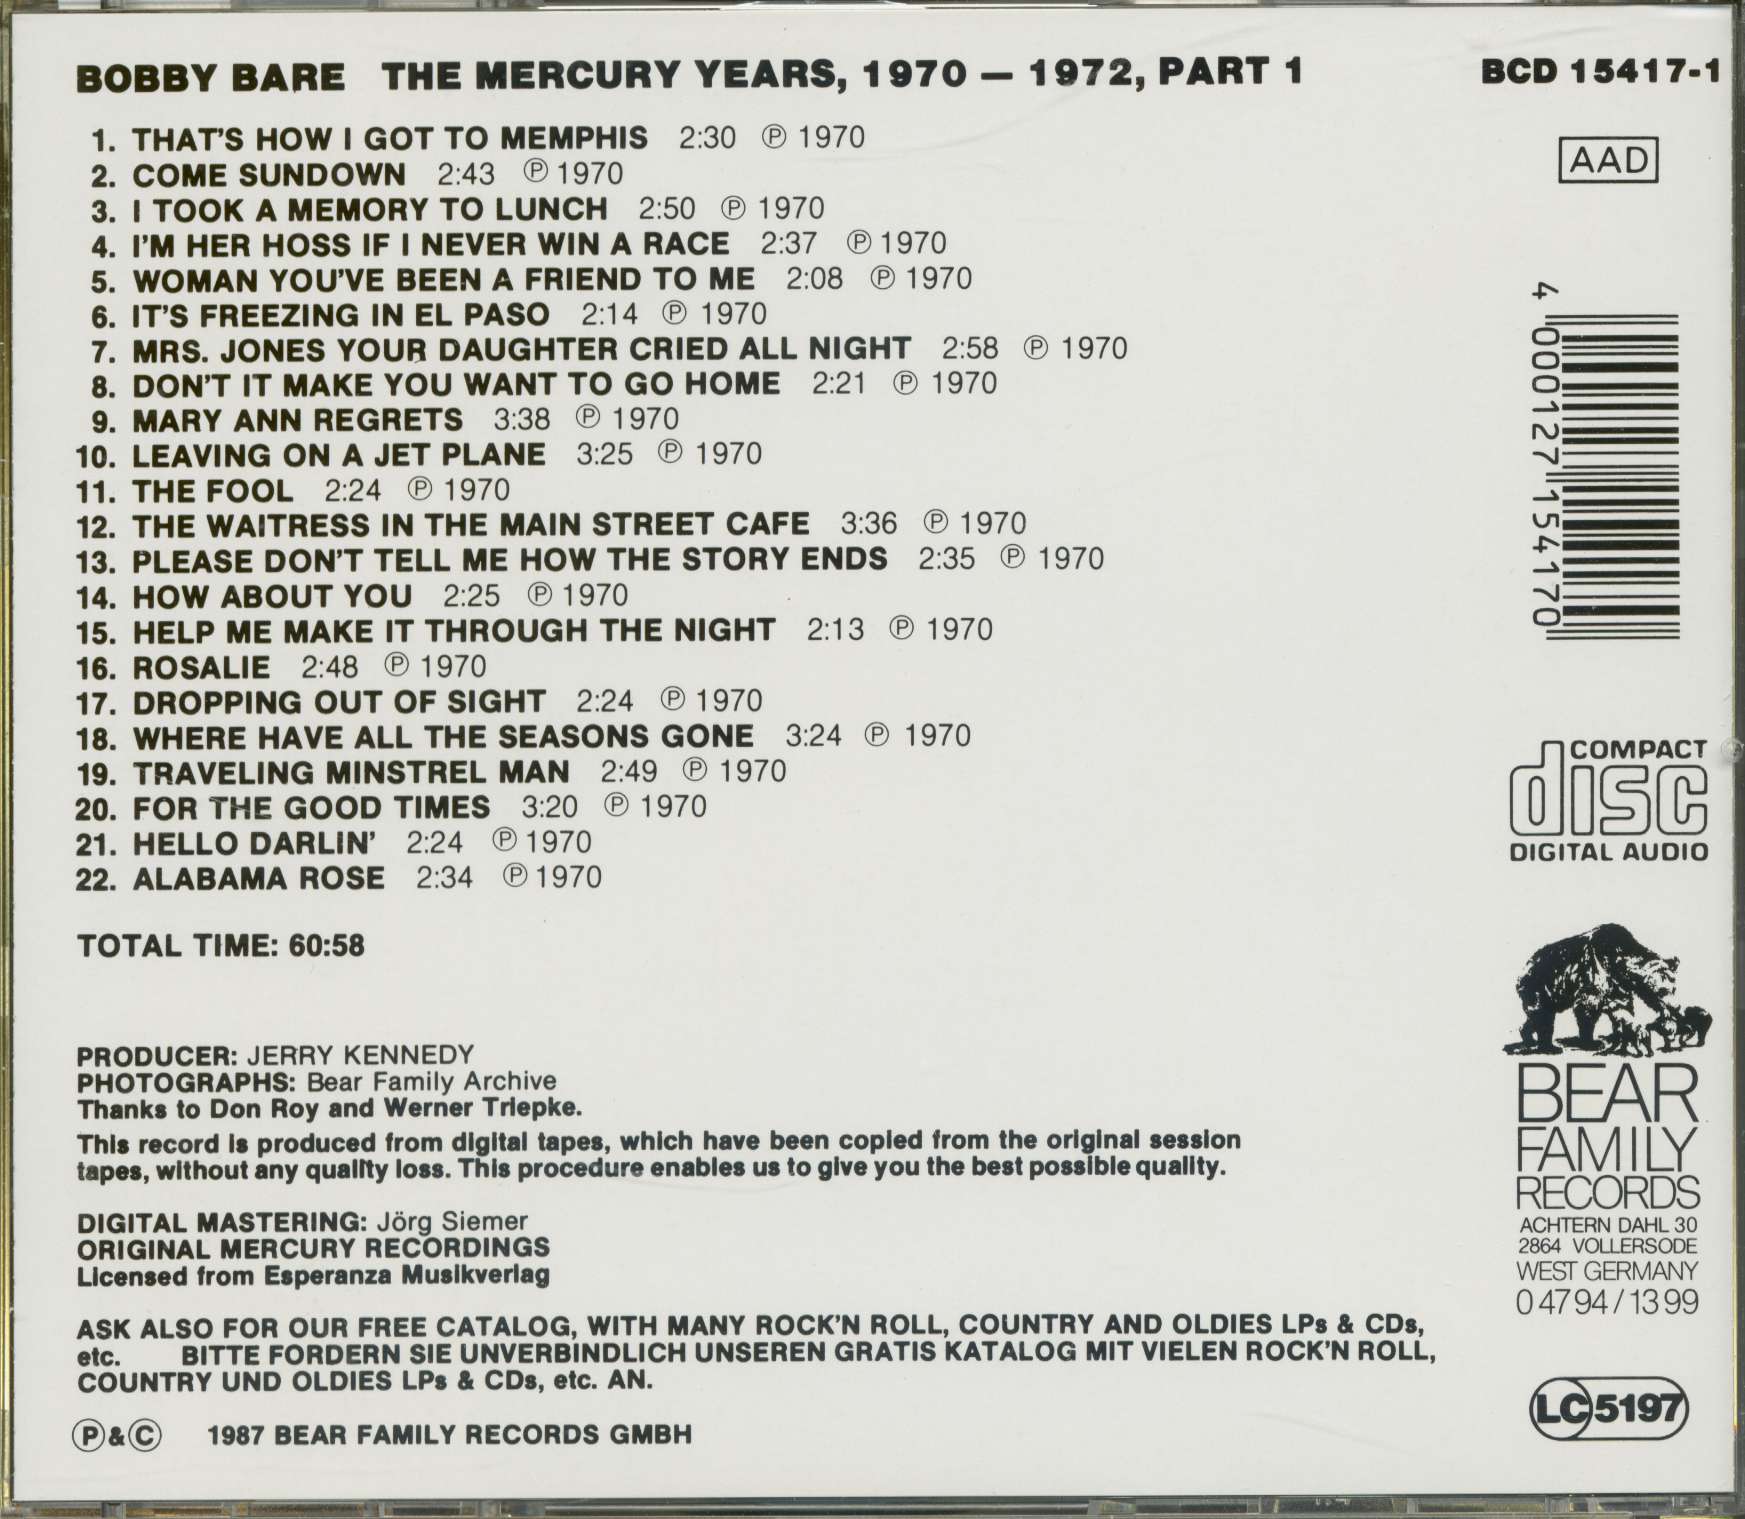 BOBBY BARE THE MERCURY YEARS, 1970 — 1972, PART 1 BCD 15417-1
1. THAT'S HOW I GOT TO MEMPHIS 2:30 Ⓟ 1970
2. COME SUNDOWN 2:43 Ⓟ 1970
3. I TOOK A MEMORY TO LUNCH 2:50 Ⓟ 1970
4. I'M HER HOSS IF I NEVER WIN A RACE 2:37 Ⓟ 1970
5. WOMAN YOU'VE BEEN A FRIEND TO ME 2:08 Ⓟ 1970
6. IT'S FREEZING IN EL PASO 2:14 Ⓟ 1970
7. MRS. JONES YOUR DAUGHTER CRIED ALL NIGHT 2:58 Ⓟ 1970
8. DON'T IT MAKE YOU WANT TO GO HOME 2:21 Ⓟ 1970
9. MARY ANN REGRETS 3:38 Ⓟ 1970
10. LEAVING ON A JET PLANE 3:25 Ⓟ 1970
11. THE FOOL 2:24 Ⓟ 1970
12. THE WAITRESS IN THE MAIN STREET CAFE 3:36 Ⓟ 1970
13. PLEASE DON'T TELL ME HOW THE STORY ENDS 2:35 Ⓟ 1970
14. HOW ABOUT YOU 2:25 Ⓟ 1970
15. HELP ME MAKE IT THROUGH THE NIGHT 2:13 Ⓟ 1970
16. ROSALIE 2:48 Ⓟ 1970
17. DROPPING OUT OF SIGHT 2:24 Ⓟ 1970
18. WHERE HAVE ALL THE SEASONS GONE 3:24 Ⓟ 1970
19. TRAVELING MINSTREL MAN 2:49 Ⓟ 1970
20. FOR THE GOOD TIMES 3:20 Ⓟ 1970
21. HELLO DARLIN' 2:24 Ⓟ 1970
22. ALABAMA ROSE 2:34 Ⓟ 1970
TOTAL TIME: 60:58
PRODUCER: JERRY KENNEDY
PHOTOGRAPHS: Bear Family Archive
Thanks to Don Roy and Werner Triepke.
This record is produced from digital tapes, which have been copied from the original session
tapes, without any quality loss. This procedure enables us to give you the best possible quality.
DIGITAL MASTERING: Jörg Siemer
ORIGINAL MERCURY RECORDINGS
Licensed from Esperanza Musikverlag
ASK ALSO FOR OUR FREE CATALOG, WITH MANY ROCK'N ROLL, COUNTRY AND OLDIES LPs & CDs,
etc. BITTE FORDERN SIE UNVERBINDLICH UNSEREN GRATIS KATALOG MIT VIELEN ROCK'N ROLL,
COUNTRY UND OLDIES LPs & CDs, etc. AN.
Ⓟ&Ⓒ 1987 BEAR FAMILY RECORDS GMBH
AAD
4 000127 154170
COMPACT
disc
DIGITAL AUDIO
BEAR
FAMILY
RECORDS
ACHTERN DAHL 30
2864 VOLLERSODE
WEST GERMANY
0 47 94 / 13 99
LC 5197